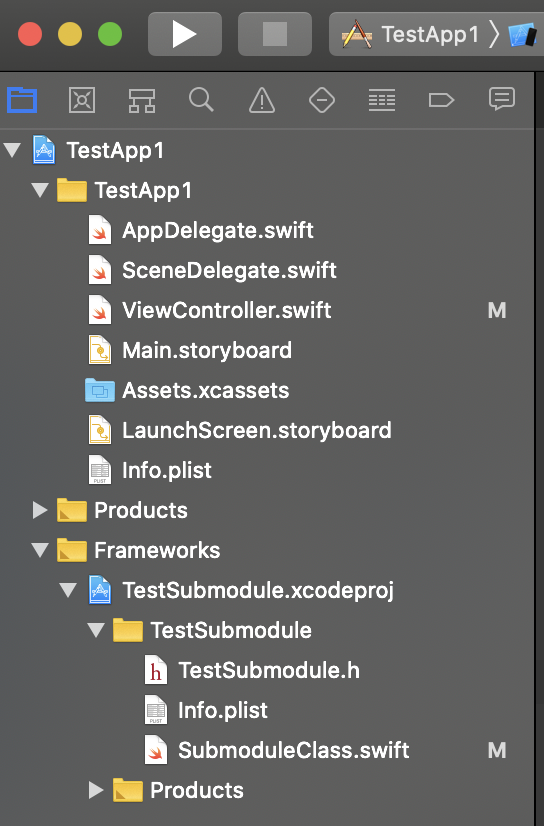 TestApp1
TestApp1
TestApp1
AppDelegate.swift
SceneDelegate.swift
ViewController.swift M
Main.storyboard
Assets.xcassets
LaunchScreen.storyboard
Info.plist
Products
Frameworks
TestSubmodule.xcodeproj
TestSubmodule
TestSubmodule.h
Info.plist
SubmoduleClass.swift M
Products